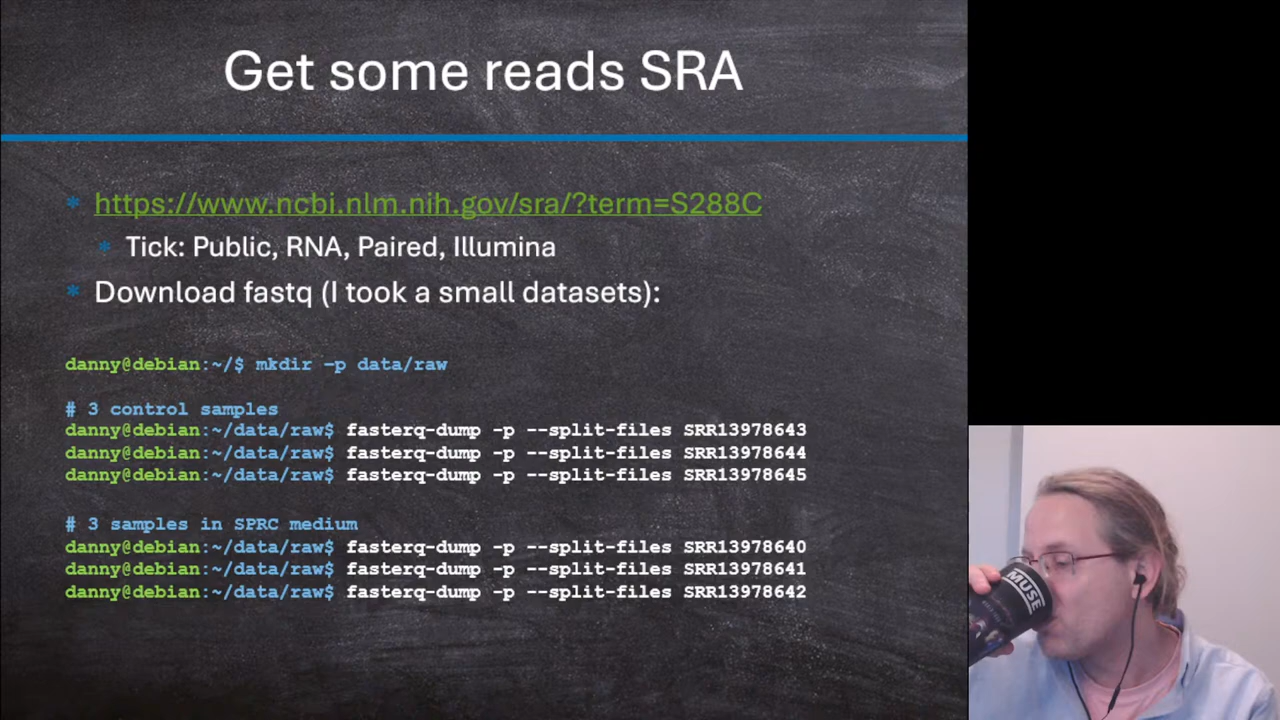 Get some reads SRA
* https://www.ncbi.nlm.nih.gov/sra/?term=S288C
* Tick: Public, RNA, Paired, Illumina
* Download fastq (I took a small datasets):
danny@debian:~/$ mkdir -p data/raw
# 3 control samples
danny@debian:~/data/raw$ fasterq-dump -p --split-files SRR13978643
danny@debian:~/data/raw$ fasterq-dump -p --split-files SRR13978644
danny@debian:~/data/raw$ fasterq-dump -p --split-files SRR13978645
# 3 samples in SPRC medium
danny@debian:~/data/raw$ fasterq-dump -p --split-files SRR13978640
danny@debian:~/data/raw$ fasterq-dump -p --split-files SRR13978641
danny@debian:~/data/raw$ fasterq-dump -p --split-files SRR13978642
MUSE